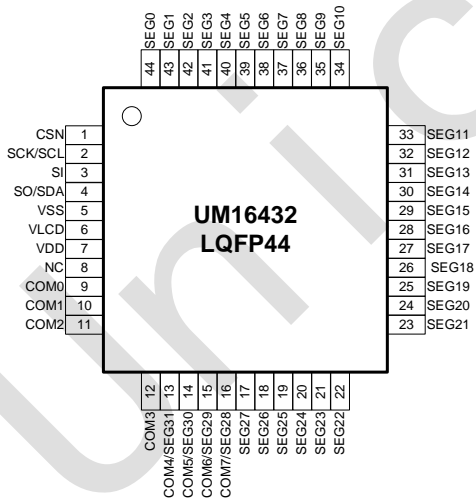 SEG0
SEG1
SEG2
SEG3
SEG4
SEG5
SEG6
SEG7
SEG8
SEG9
SEG10
44
43
42
41
40
39
38
37
36
35
34
CSN 1
SCK/SCL 2
SI 3
SO/SDA 4
VSS 5
VLCD 6
VDD 7
NC 8
COM0 9
COM1 10
COM2 11
UM16432
LQFP44
33 SEG11
32 SEG12
31 SEG13
30 SEG14
29 SEG15
28 SEG16
27 SEG17
26 SEG18
25 SEG19
24 SEG20
23 SEG21
12
13
14
15
16
17
18
19
20
21
22
COM3
COM4/SEG31
COM5/SEG30
COM6/SEG29
COM7/SEG28
SEG27
SEG26
SEG25
SEG24
SEG23
SEG22
Unic